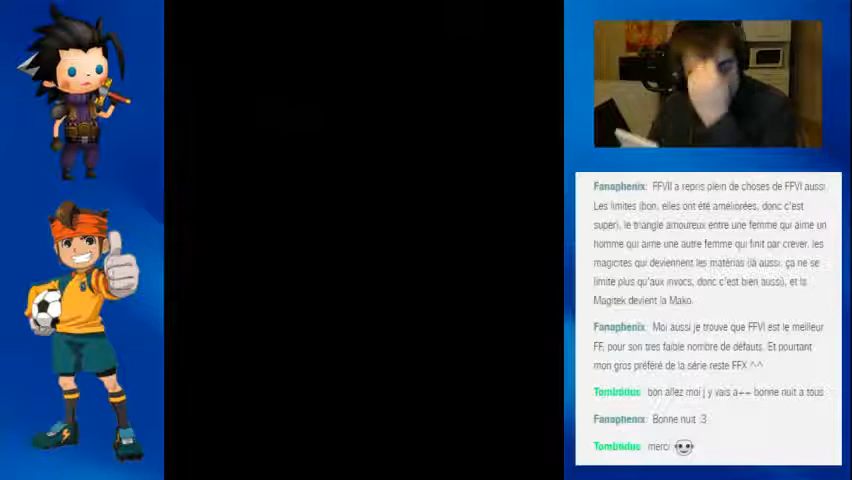 Fanaphenix: FFVII a repris plein de choses de FFVI aussi.
Les limites (bon, elles ont été améliorées, donc c'est
super), le triangle amoureux entre une femme qui aime un
homme qui aime une autre femme qui finit par crever, les
magicites qui deviennent les matérias (là aussi, ça ne se
limite plus qu'aux invocs, donc c'est bien aussi), et la
Magitek devient la Mako.
Fanaphenix: Moi aussi je trouve que FFVI est le meilleur
FF, pour son tres faible nombre de défauts. Et pourtant
mon gros préféré de la série reste FFX ^^
bon allez moi j y vais a++ bonne nuit a tous
Fanaphenix: Bonne nuit :3
merci